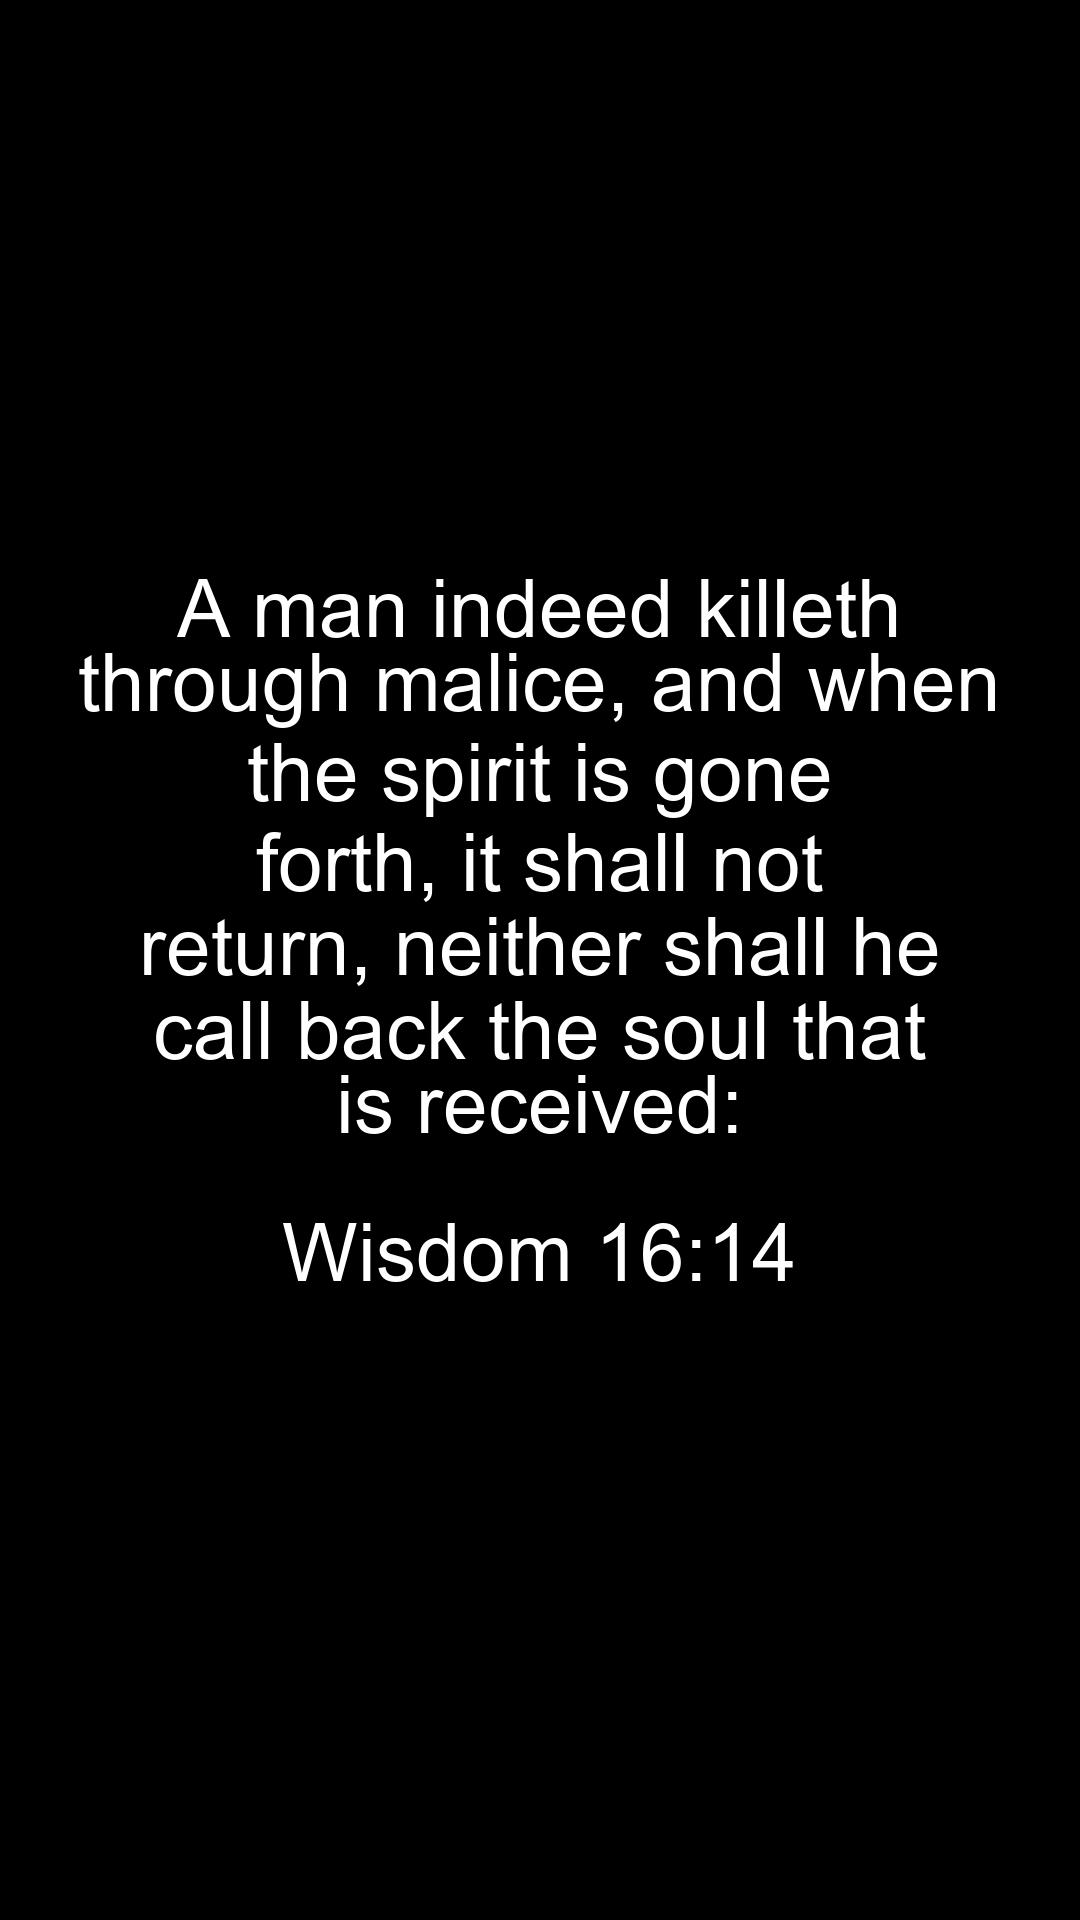 A man indeed killeth
through malice, and when
the spirit is gone
forth, it shall not
return, neither shall he
call back the soul that
is received:
Wisdom 16:14